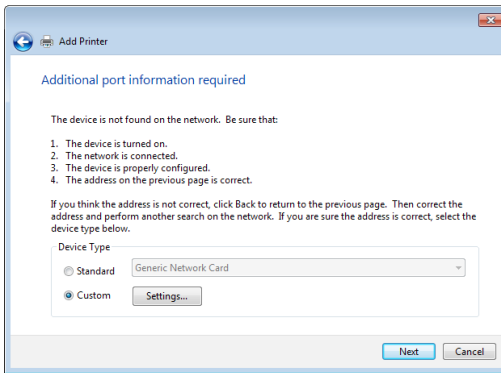 Add Printer
Additional port information required
The device is not found on the network.  Be sure that:
1.  The device is turned on.
2.  The network is connected.
3.  The device is properly configured.
4.  The address on the previous page is correct.
If you think the address is not correct, click Back to return to the previous page.  Then correct the
address and perform another search on the network.  If you are sure the address is correct, select the
device type below.
Device Type
Standard
Generic Network Card
Custom
Settings...
Next
Cancel